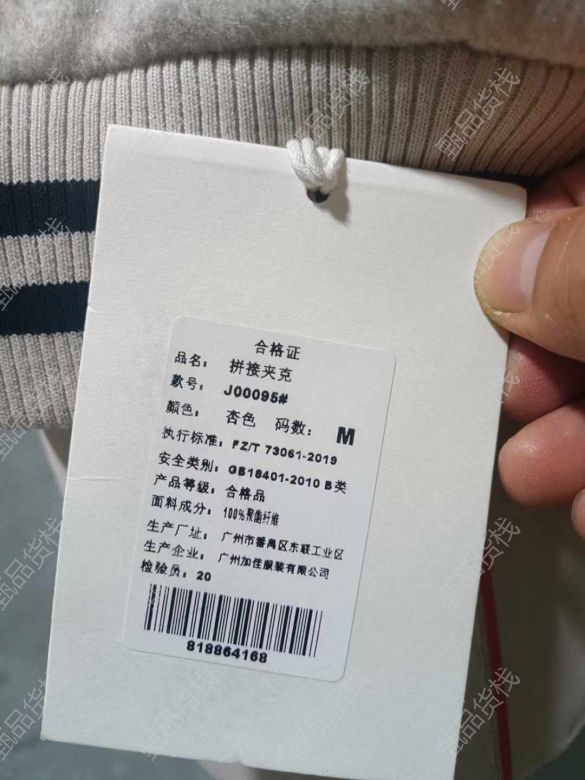 合格证
品名： 拼接夹克
款号： J00095#
颜色： 杏色 码数： M
执行标准： FZ/T 73061-2019
安全类别： GB18401-2010 B类
产品等级： 合格品
面料成分： 100%聚酯纤维
生产厂址： 广州市番禺区东联工业区
生产企业： 广州加佳服装有限公司
检验员： 20
818864168
甄品货栈